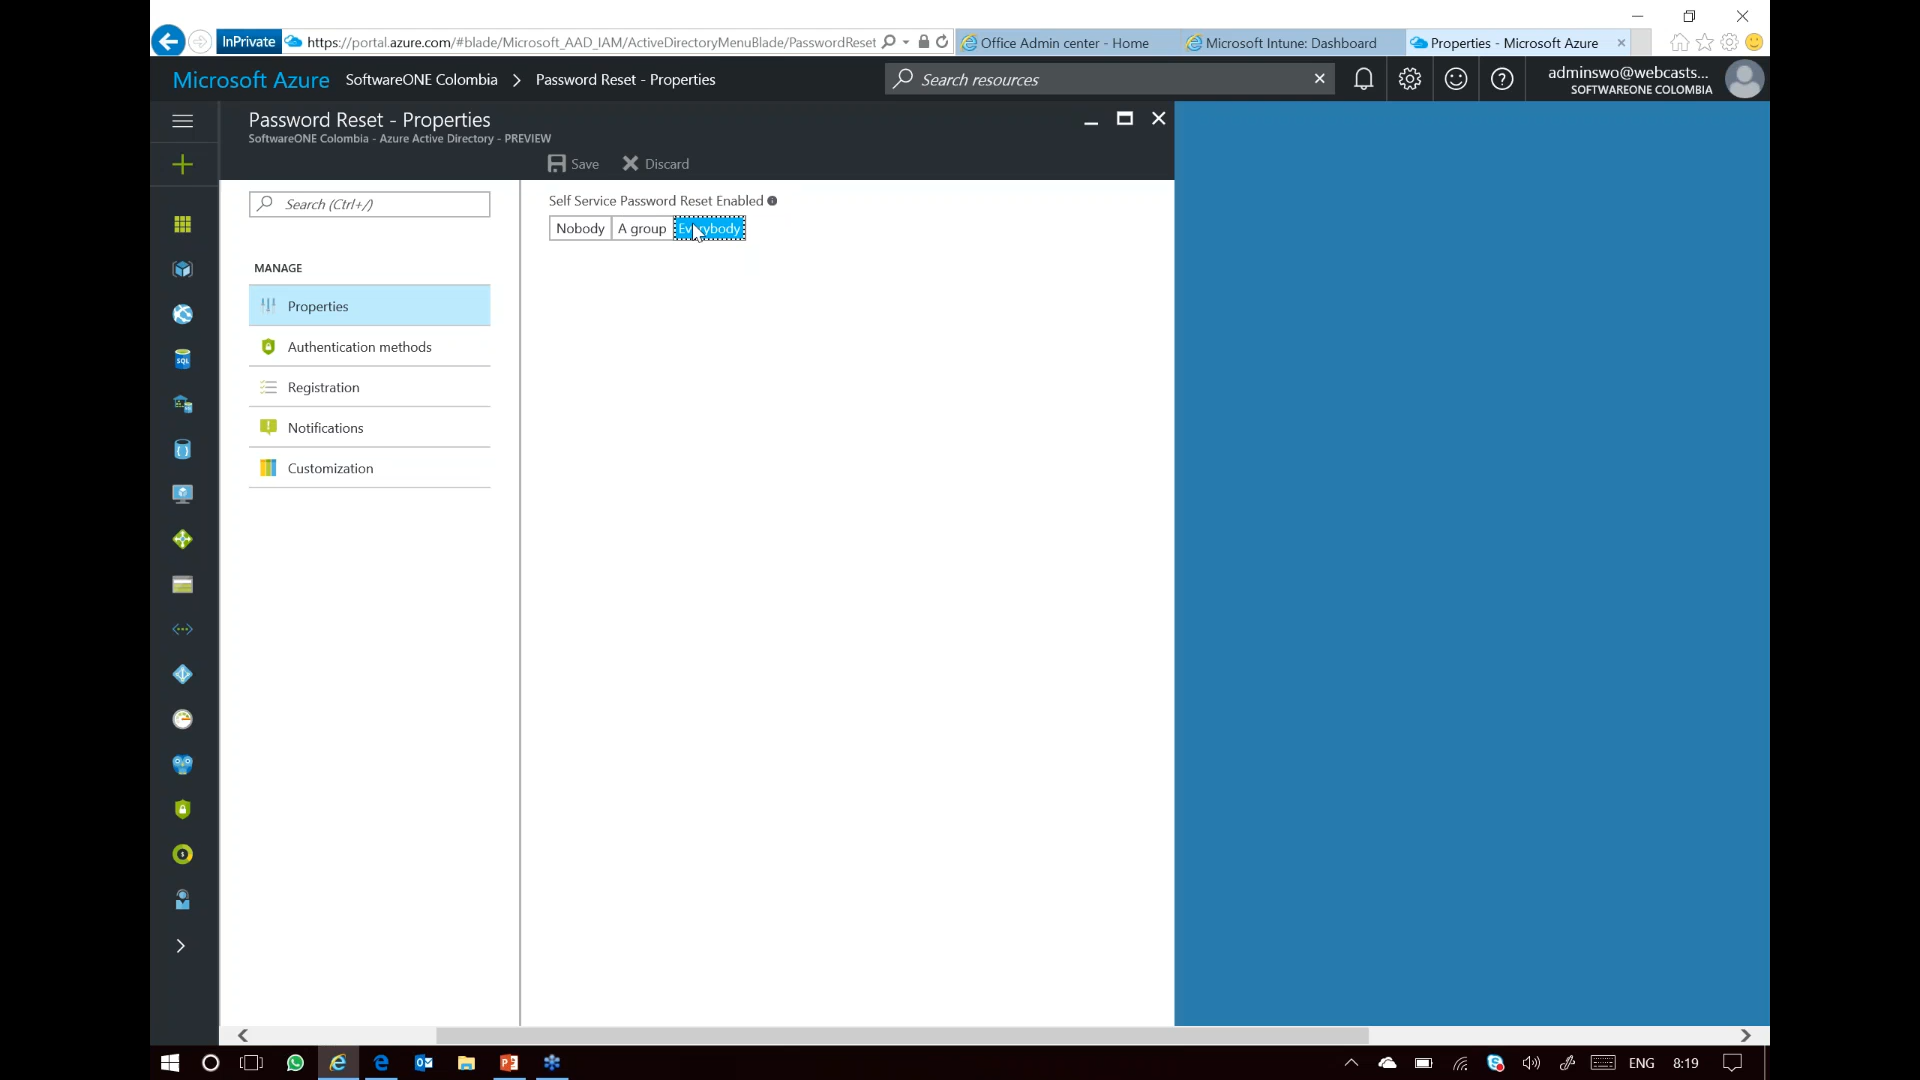 InPrivate
https://portal.azure.com/#blade/Microsoft_AAD_IAM/ActiveDirectoryMenuBlade/PasswordReset
Office Admin center - Home
Microsoft Intune: Dashboard
Properties - Microsoft Azure
Microsoft Azure
SoftwareONE Colombia
Password Reset - Properties
Search resources
adminswo@webcasts...
SOFTWAREONE COLOMBIA
Password Reset - Properties
SoftwareONE Colombia - Azure Active Directory - PREVIEW
Save
Discard
Search (Ctrl+/)
Self Service Password Reset Enabled
Nobody
A group
Everybody
MANAGE
Properties
Authentication methods
Registration
Notifications
Customization
SQL
ENG
8:19